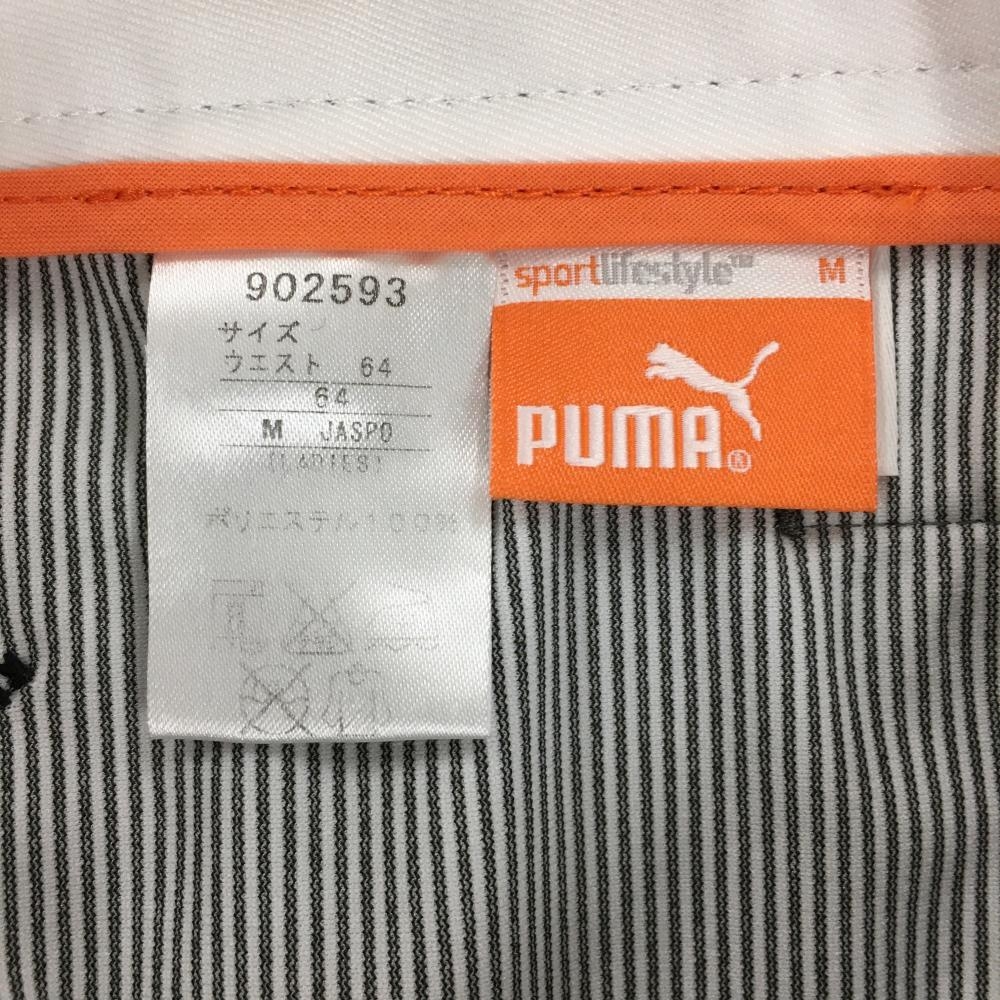 902593
サイズ
ウエスト 64
64
M JASPO
(LADIES)
ポリエステル100%
sportlifestyle™ M
PUMA®